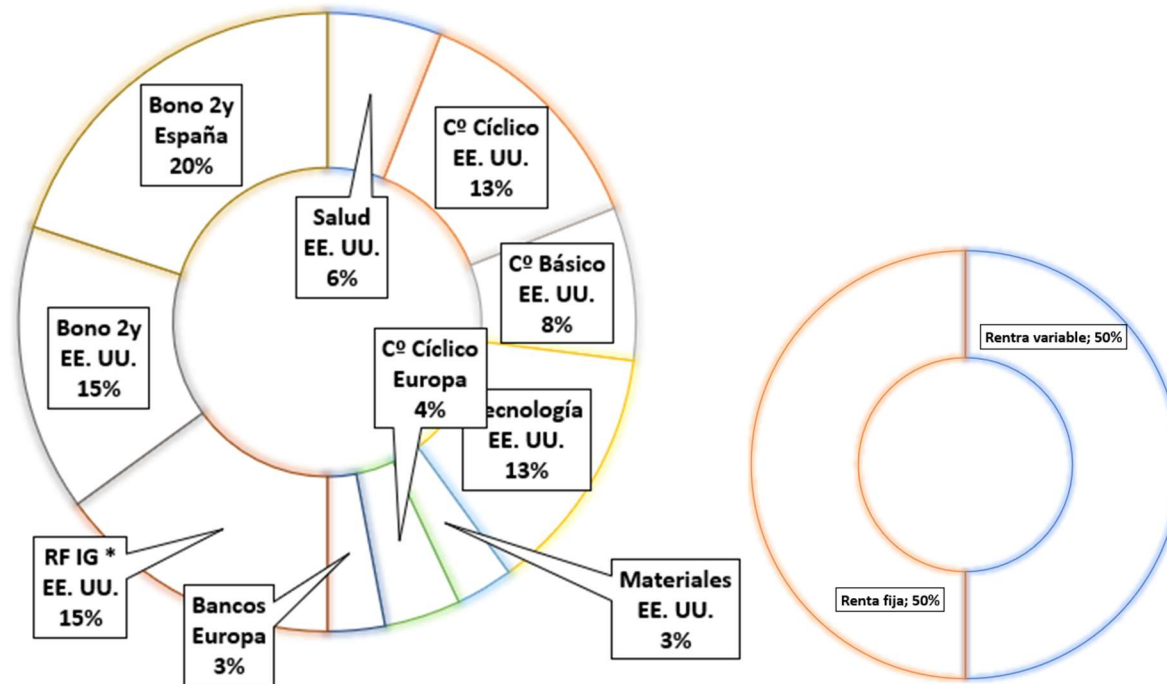 Bono 2y
España
20%
Cº Cíclico
EE. UU.
13%
Salud
EE. UU.
6%
Cº Básico
EE. UU.
8%
Bono 2y
EE. UU.
15%
Cº Cíclico
Europa
4%
ecnología
EE. UU.
13%
RF IG *
EE. UU.
15%
Bancos
Europa
3%
Materiales
EE. UU.
3%
Rentra variable; 50%
Renta fija; 50%